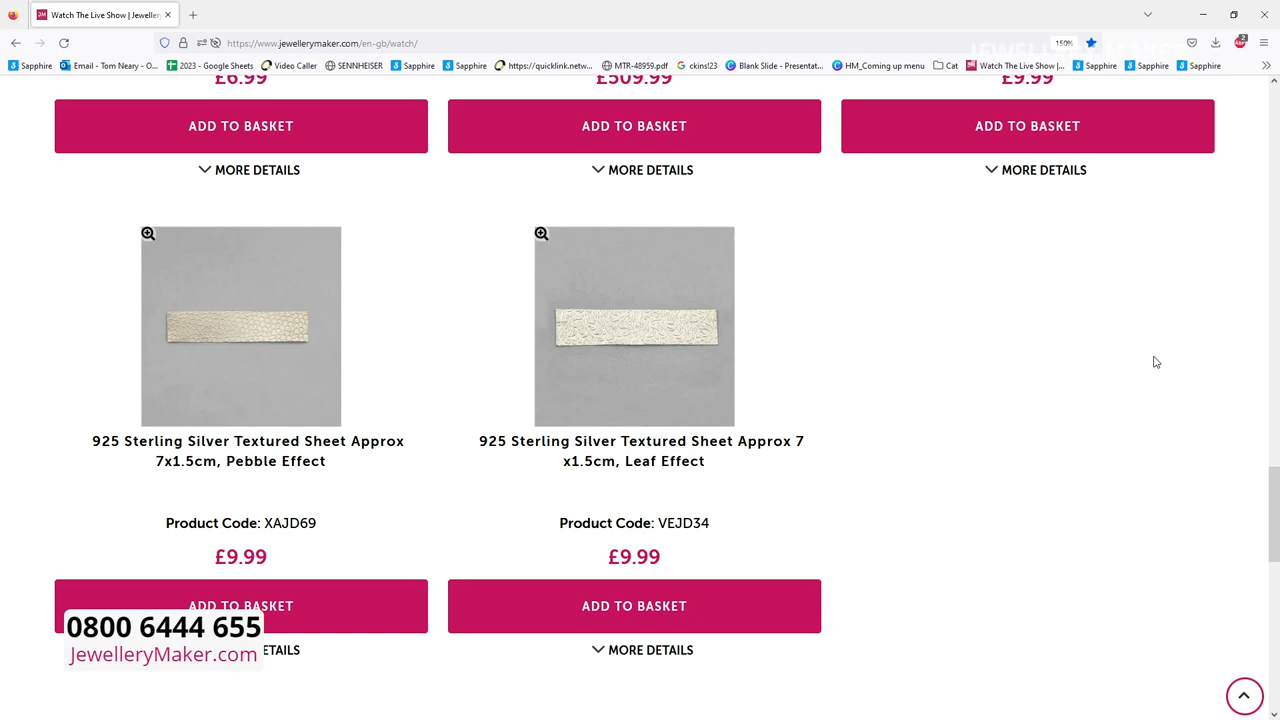 Watch The Live Show | Jeweller
https://www.jewellerymaker.com
gb/watch/
150%
2
JEWELLERYMAKER
Sapphire
Email - Tom Neary - O...
2023 - Google Sheets
Video Caller
SENNHEISER
Sapphire
Sapphire
https://quicklink.netw...
MTR-48959.pdf
ckins!23
Blank Slide - Presentat...
HM_Coming up menu
Cat
Watch The Live Show |...
Sapphire
Sapphire
Sapphire
£6.99
£509.99
£9.99
ADD TO BASKET
ADD TO BASKET
ADD TO BASKET
MORE DETAILS
MORE DETAILS
MORE DETAILS
925 Sterling Silver Textured Sheet Approx
7x1.5cm, Pebble Effect
925 Sterling Silver Textured Sheet Approx 7
x1.5cm, Leaf Effect
Product Code: XAJD69
Product Code: VEJD34
£9.99
£9.99
ADD TO BASKET
ADD TO BASKET
0800 6444 655
JewelleryMaker.com
ETAILS
MORE DETAILS